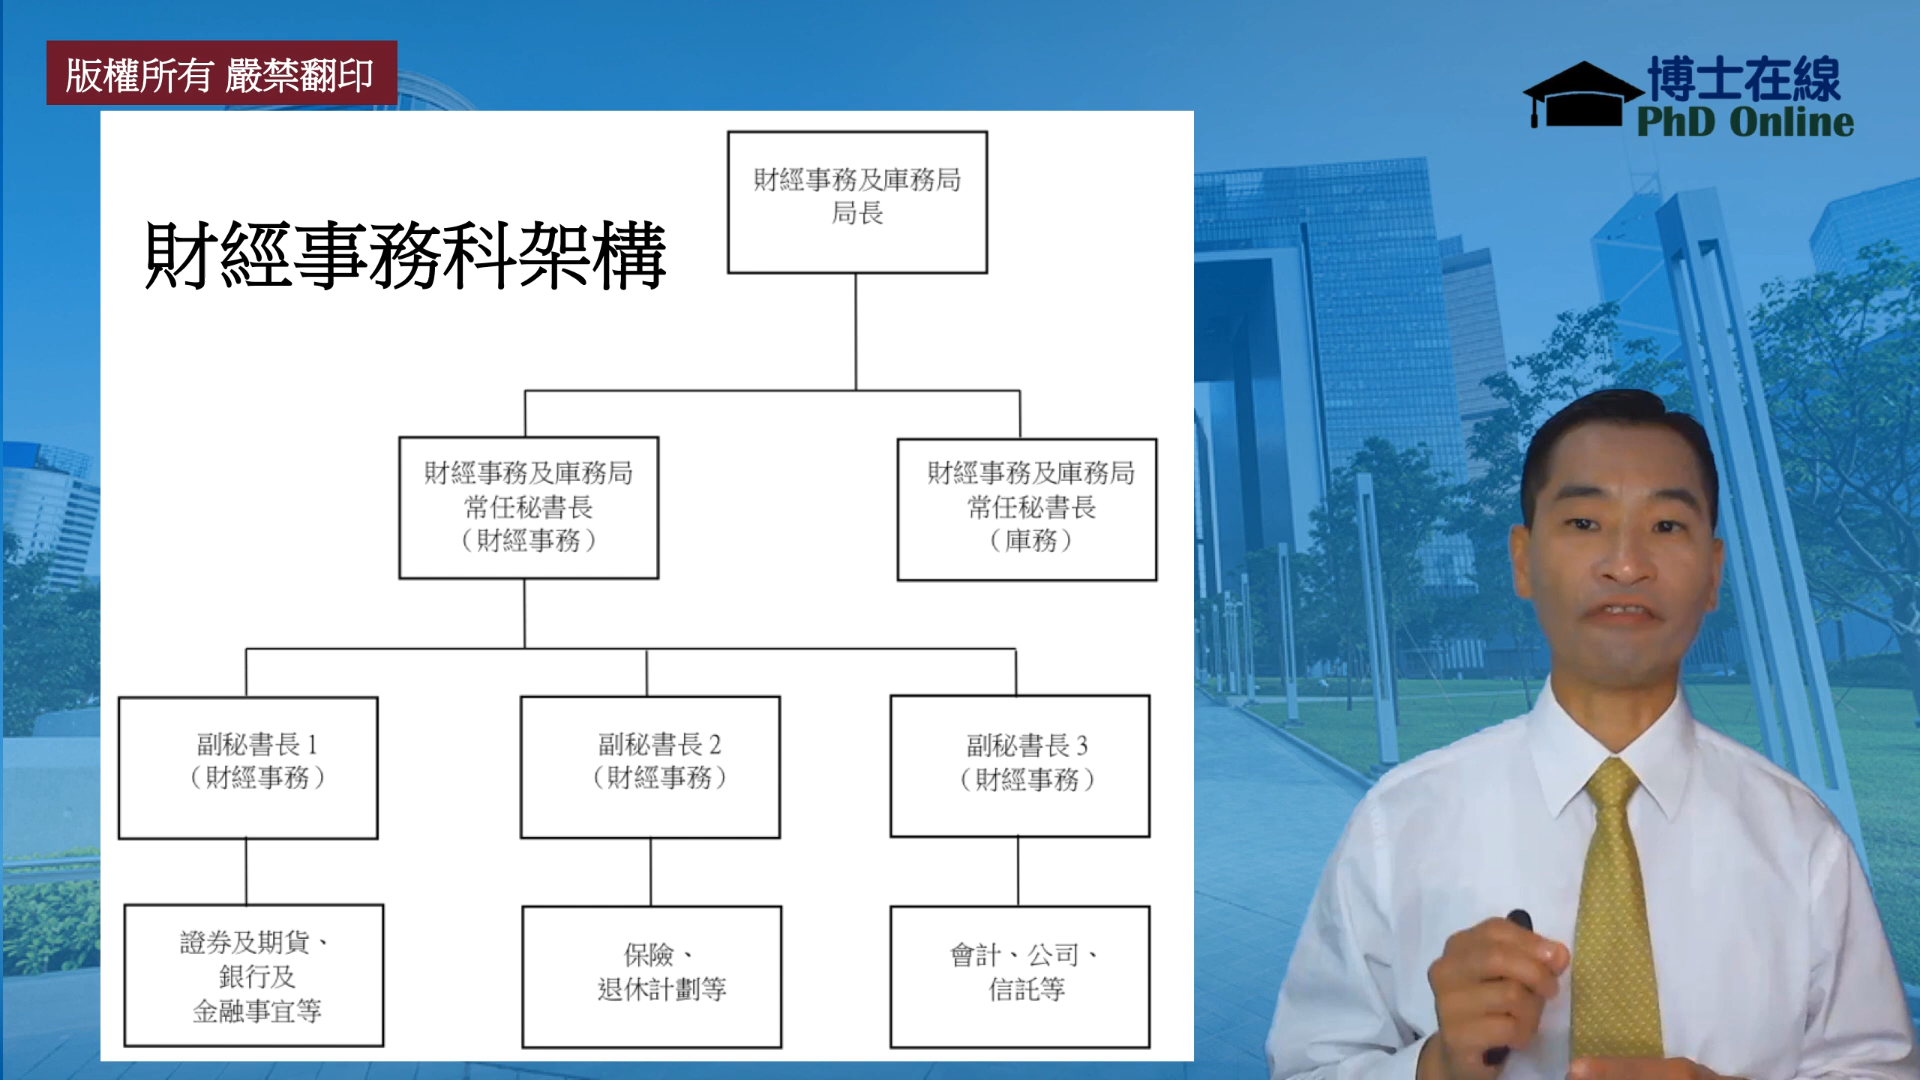 版權所有 嚴禁翻印
博士在線
PhD Online
財經事務科架構
財經事務及庫務局
局長
財經事務及庫務局
常任秘書長
（財經事務）
財經事務及庫務局
常任秘書長
（庫務）
副秘書長 1
（財經事務）
副秘書長 2
（財經事務）
副秘書長 3
（財經事務）
證券及期貨、
銀行及
金融事宜等
保險、
退休計劃等
會計、公司、
信託等